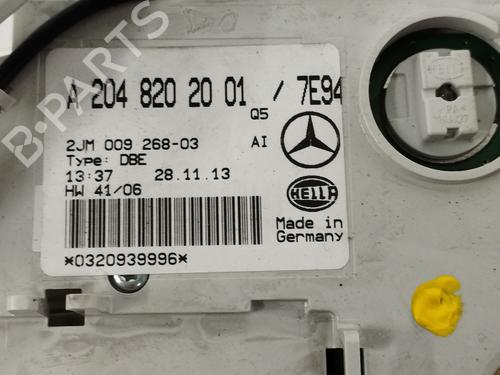 A 204 820 20 01 / 7E94
Q5
2JM 009 268-03 AI
Type: DBE
13:37 28.11.13
HW 41/06
HELLA
Made in
Germany
*0320939996*
HELLA
B-PARTS